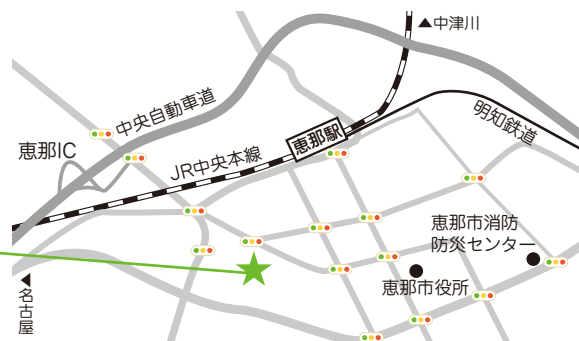 ▲中津川
中央自動車道
明知鉄道
恵那駅
恵那IC
JR中央本線
恵那市消防
防災センター
恵那市役所
◀名古屋